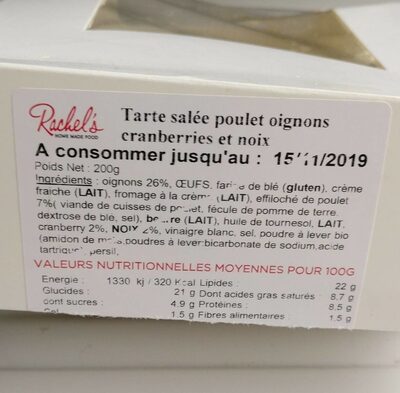 Rachel's
HOME MADE FOOD
Tarte salée poulet oignons
cranberries et noix
A consommer jusqu'au : 15/11/2019
Poids Net : 200g
Ingrédients : oignons 26%, ŒUFS, farine de blé (gluten), crème
fraiche (LAIT), fromage à la crème (LAIT), effiloché de poulet
7%( viande de cuisses de poulet, fécule de pomme de terre,
dextrose de blé, sel), beurre (LAIT), huile de tournesol, LAIT,
cranberry 2%, NOIX 2%, vinaigre blanc, sel, poudre à lever bio
(amidon de maïs,poudres à lever:bicarbonate de sodium,acide
tartrique), persil,
VALEURS NUTRITIONNELLES MOYENNES POUR 100G
Energie : 1330 kj / 320 Kcal Lipides : 22 g
Glucides : 21 g Dont acides gras saturés : 8.7 g
dont sucres : 4.9 g Protéines : 8.5 g
Sel : 1.5 g Fibres alimentaires : 1.5 g